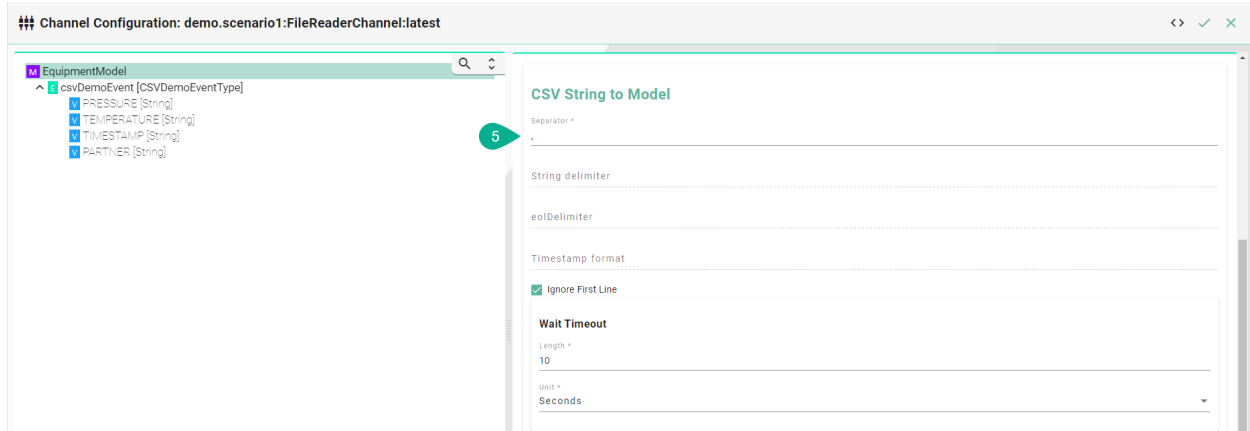 Channel Configuration: demo.scenario1:FileReaderChannel:latest
M EquipmentModel
E csvDemoEvent [CSVDemoEventType]
V PRESSURE [String]
V TEMPERATURE [String]
V TIMESTAMP [String]
V PARTNER [String]
CSV String to Model
Separator *
5
,
String delimiter
eolDelimiter
Timestamp format
Ignore First Line
Wait Timeout
Length *
10
Unit *
Seconds